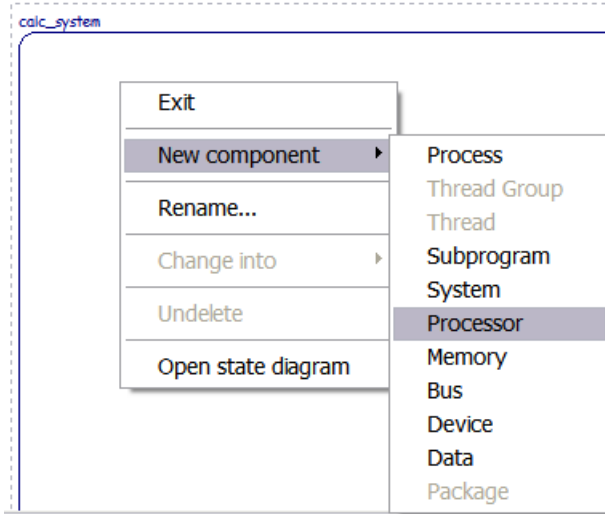 calc_system
Exit
New component
Rename...
Change into
Undelete
Open state diagram
Process
Thread Group
Thread
Subprogram
System
Processor
Memory
Bus
Device
Data
Package